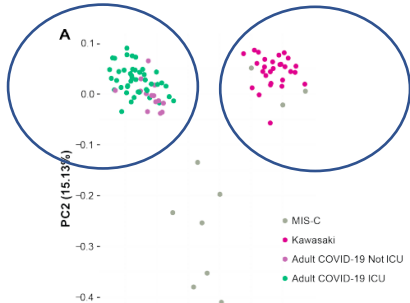 A
0.1
0.0
−0.1
−0.2
−0.3
−0.4
PC2 (15.13%)
MIS-C
Kawasaki
Adult COVID-19 Not ICU
Adult COVID-19 ICU